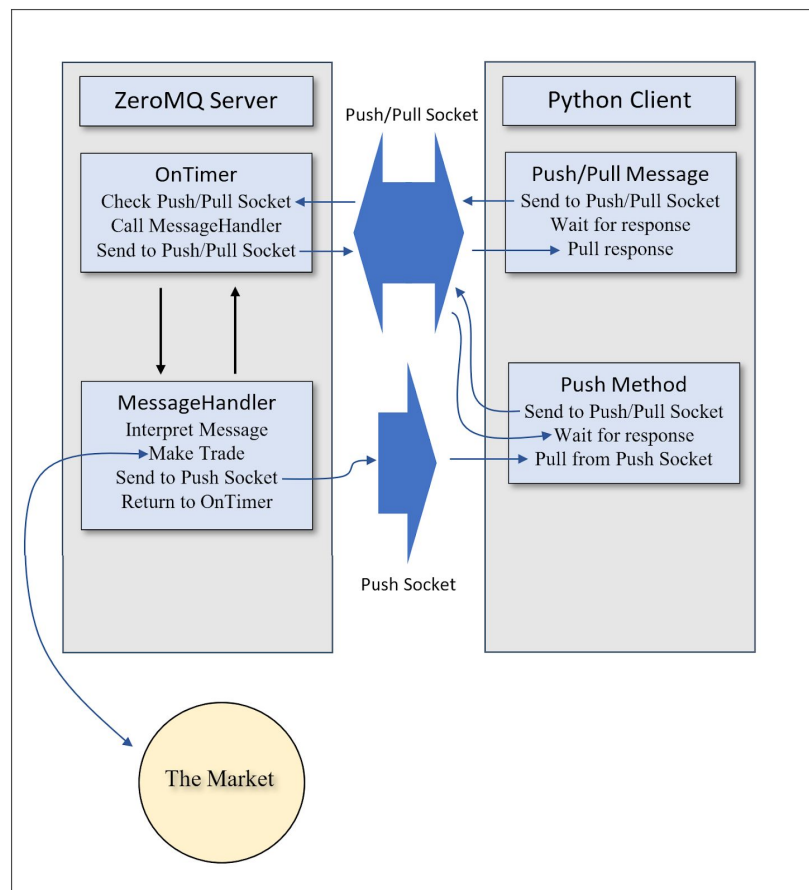 ZeroMQ Server
OnTimer
Check Push/Pull Socket
Call MessageHandler
Send to Push/Pull Socket
MessageHandler
Interpret Message
Make Trade
Send to Push Socket
Return to OnTimer
Push/Pull Socket
Push Socket
Python Client
Push/Pull Message
Send to Push/Pull Socket
Wait for response
Pull response
Push Method
Send to Push/Pull Socket
Wait for response
Pull from Push Socket
The Market